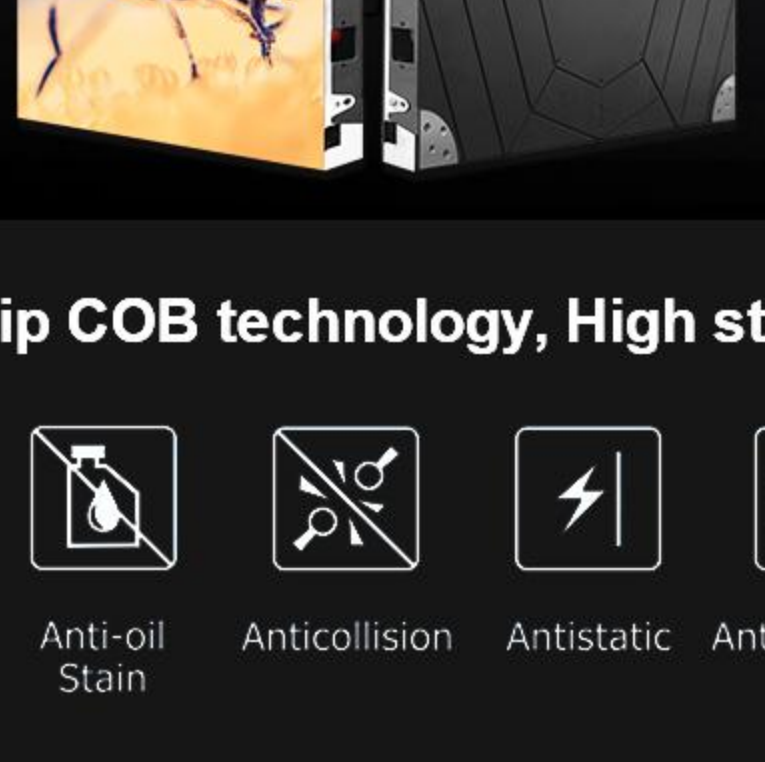 ip COB technology, High st
Anti-oil
Stain
Anticollision
Antistatic
Ant